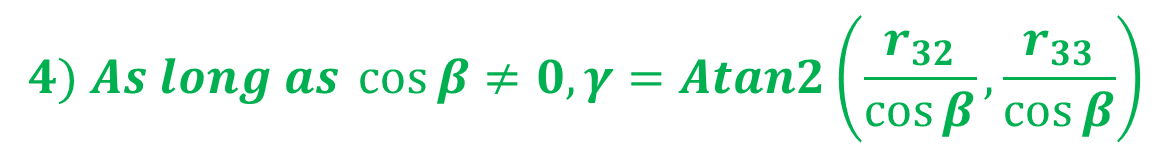 4) As long as cos β ≠ 0, γ = Atan2 (r₃₂ / cos β, r₃₃ / cos β)